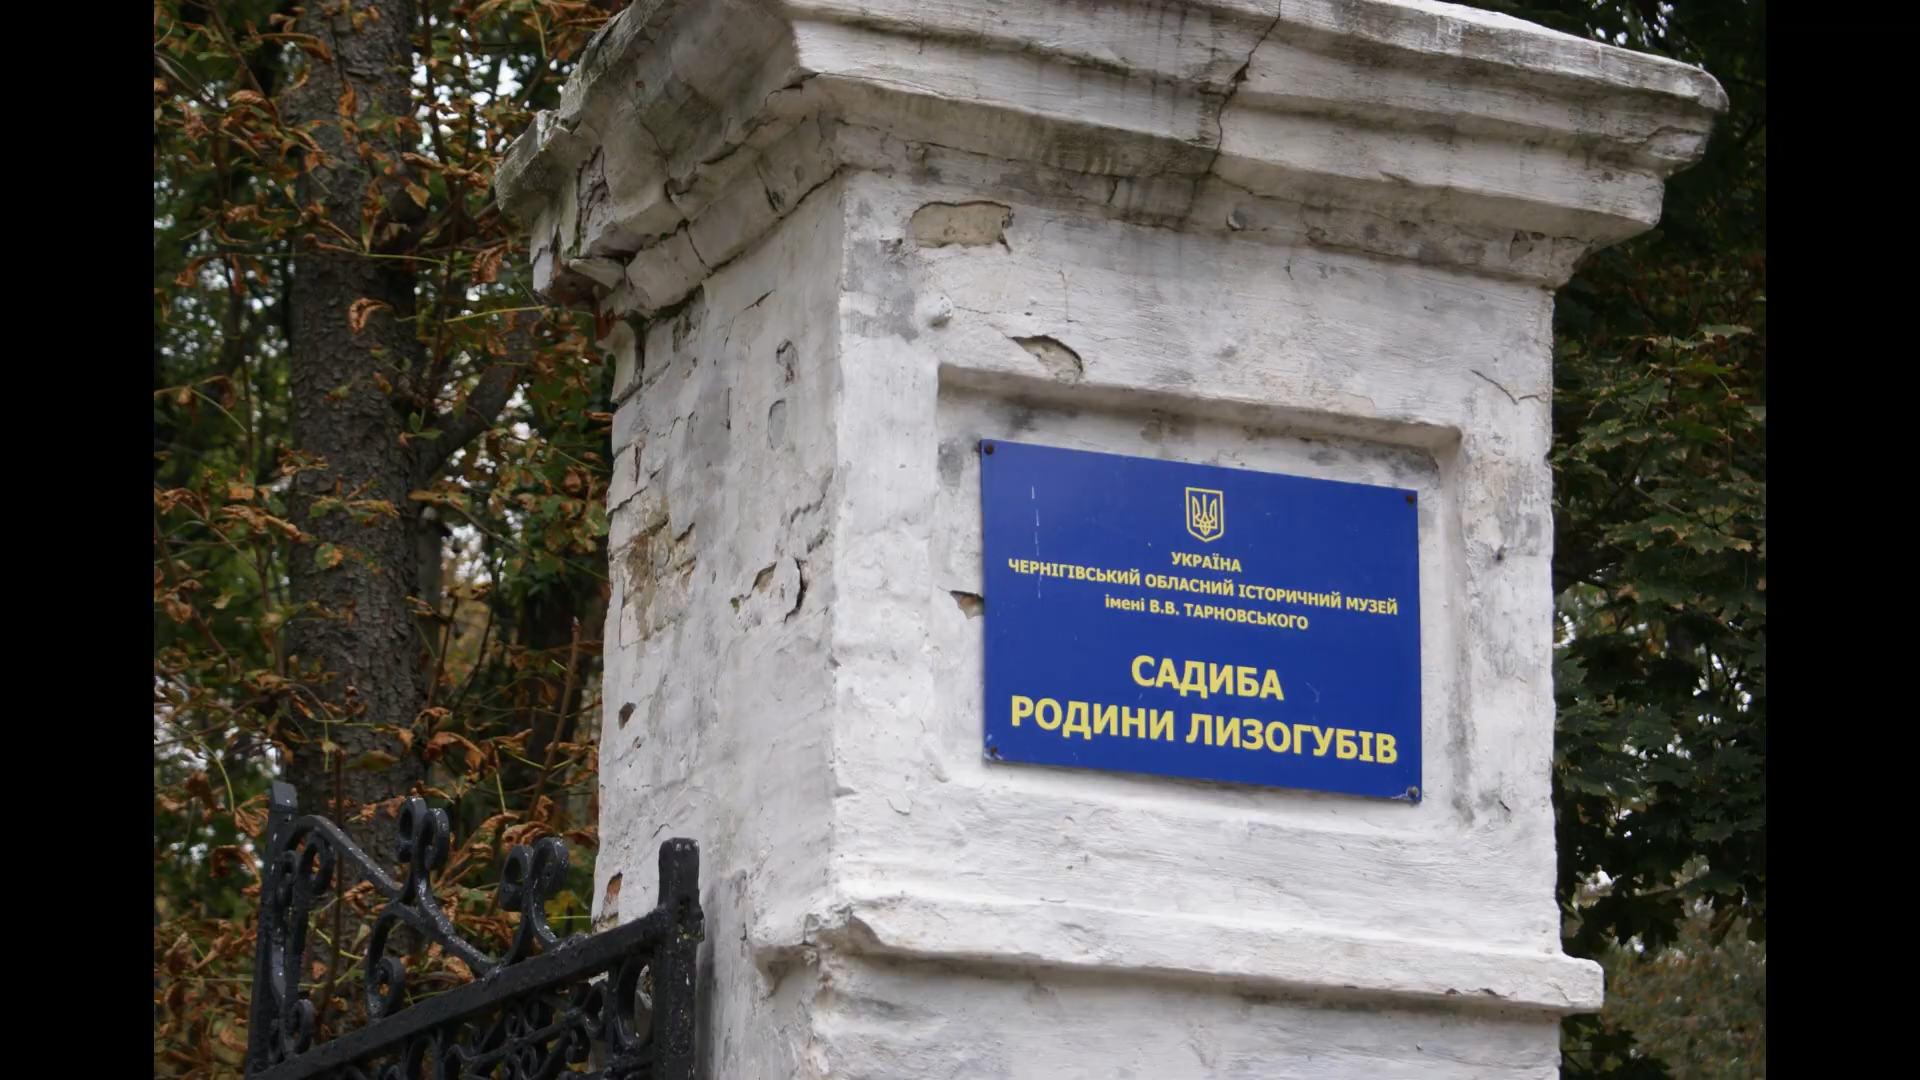 УКРАЇНА
ЧЕРНІГІВСЬКИЙ ОБЛАСНИЙ ІСТОРИЧНИЙ МУЗЕЙ
імені В.В. ТАРНОВСЬКОГО
САДИБА
РОДИНИ ЛИЗОГУБІВ